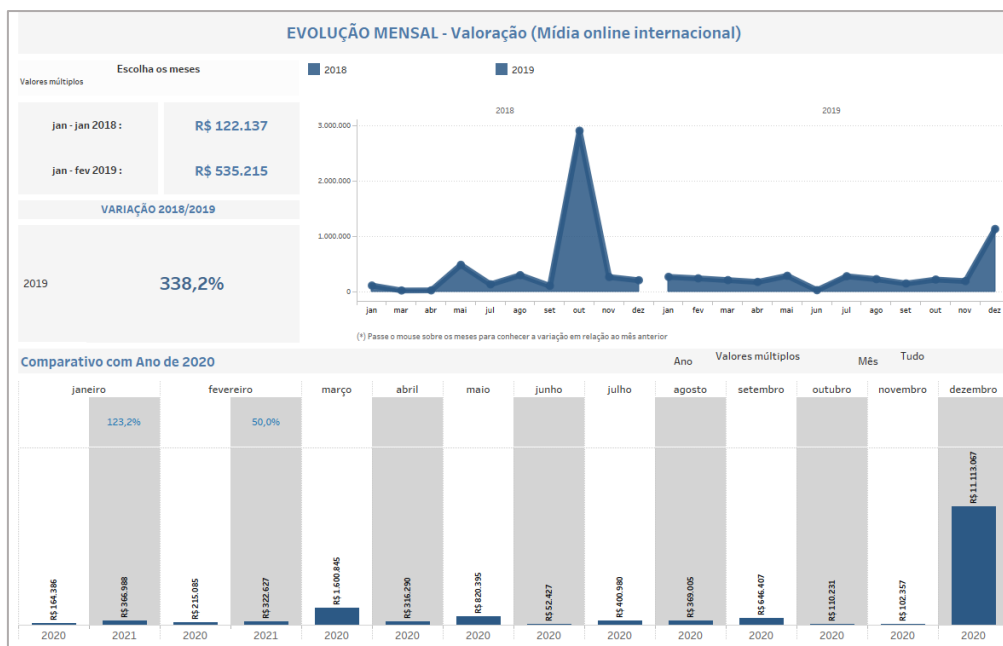 EVOLUÇÃO MENSAL - Valoração (Mídia online internacional)
Escolha os meses
Valores múltiplos
jan - jan 2018 :
R$ 122.137
jan - fev 2019 :
R$ 535.215
VARIAÇÃO 2018/2019
2019
338,2%
2018
2019
2018
2019
3.000.000
2.000.000
1.000.000
0
jan mar abr mai jul ago set out nov dez jan fev mar abr mai jun jul ago set out nov dez
(*) Passe o mouse sobre os meses para conhecer a variação em relação ao mês anterior
Comparativo com Ano de 2020
Ano
Valores múltiplos
Mês
Tudo
janeiro fevereiro março abril maio junho julho agosto setembro outubro novembro dezembro
123,2%
50,0%
R$ 164.386
R$ 366.988
R$ 215.085
R$ 322.627
R$ 1.600.845
R$ 316.290
R$ 820.395
R$ 52.427
R$ 400.980
R$ 369.005
R$ 646.407
R$ 110.231
R$ 102.357
R$ 11.113.067
2020 2021 2020 2021 2020 2020 2020 2020 2020 2020 2020 2020 2020 2020